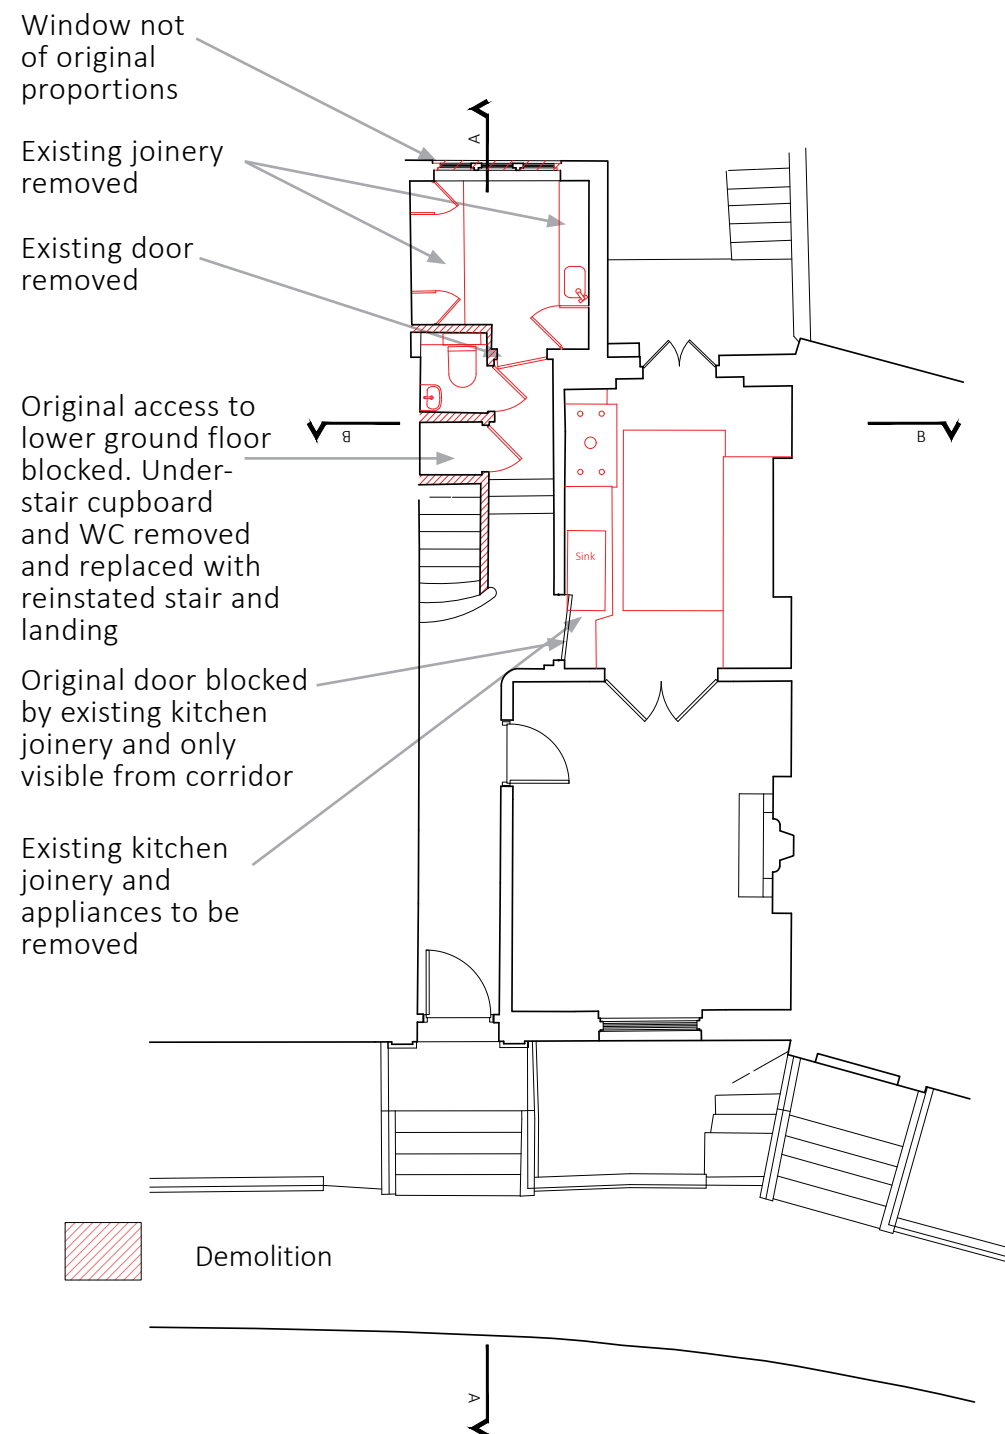 Window not
of original
proportions
A
Existing joinery
removed
Existing door
removed
Original access to
lower ground floor
blocked. Under-
stair cupboard
and WC removed
and replaced with
reinstated stair and
landing
B
B
Sink
Original door blocked
by existing kitchen
joinery and only
visible from corridor
Existing kitchen
joinery and
appliances to be
removed
Demolition
A